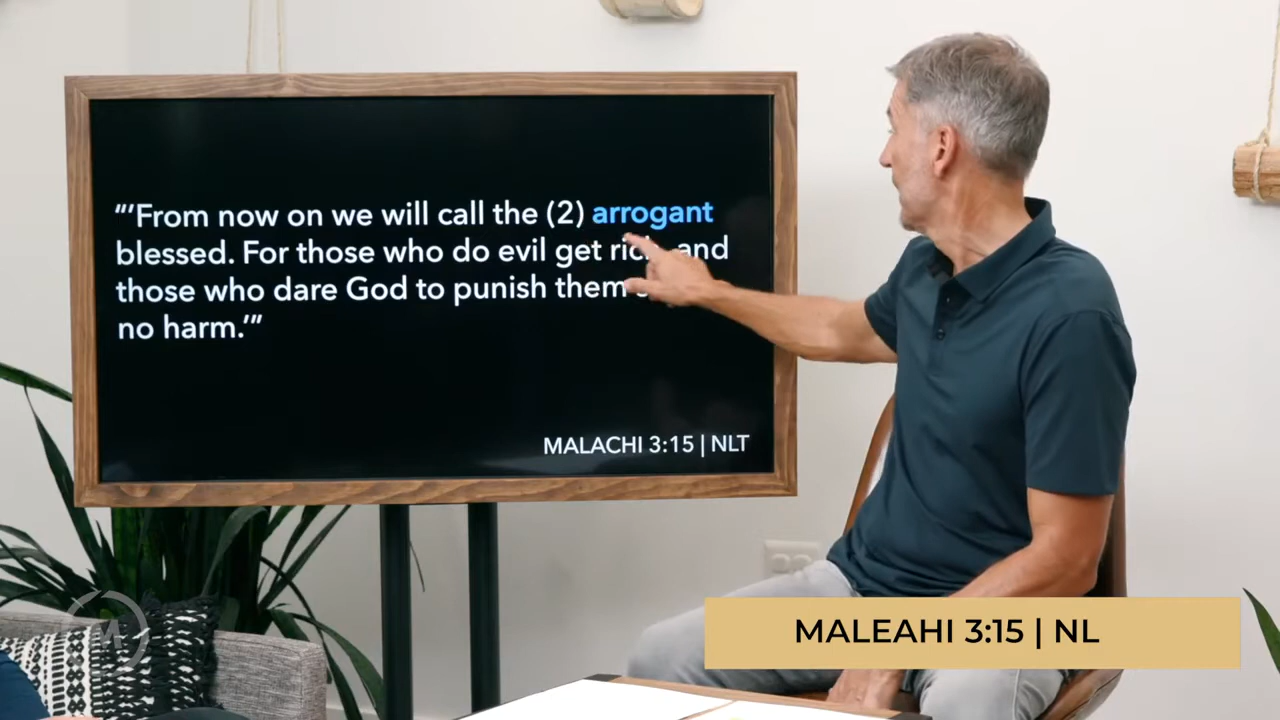 "'From now on we will call the (2) arrogant
blessed. For those who do evil get and
those who dare God to punish them
no harm.'"
MALACHI 3:15 | NLT
MALEAHI 3:15 | NL
M